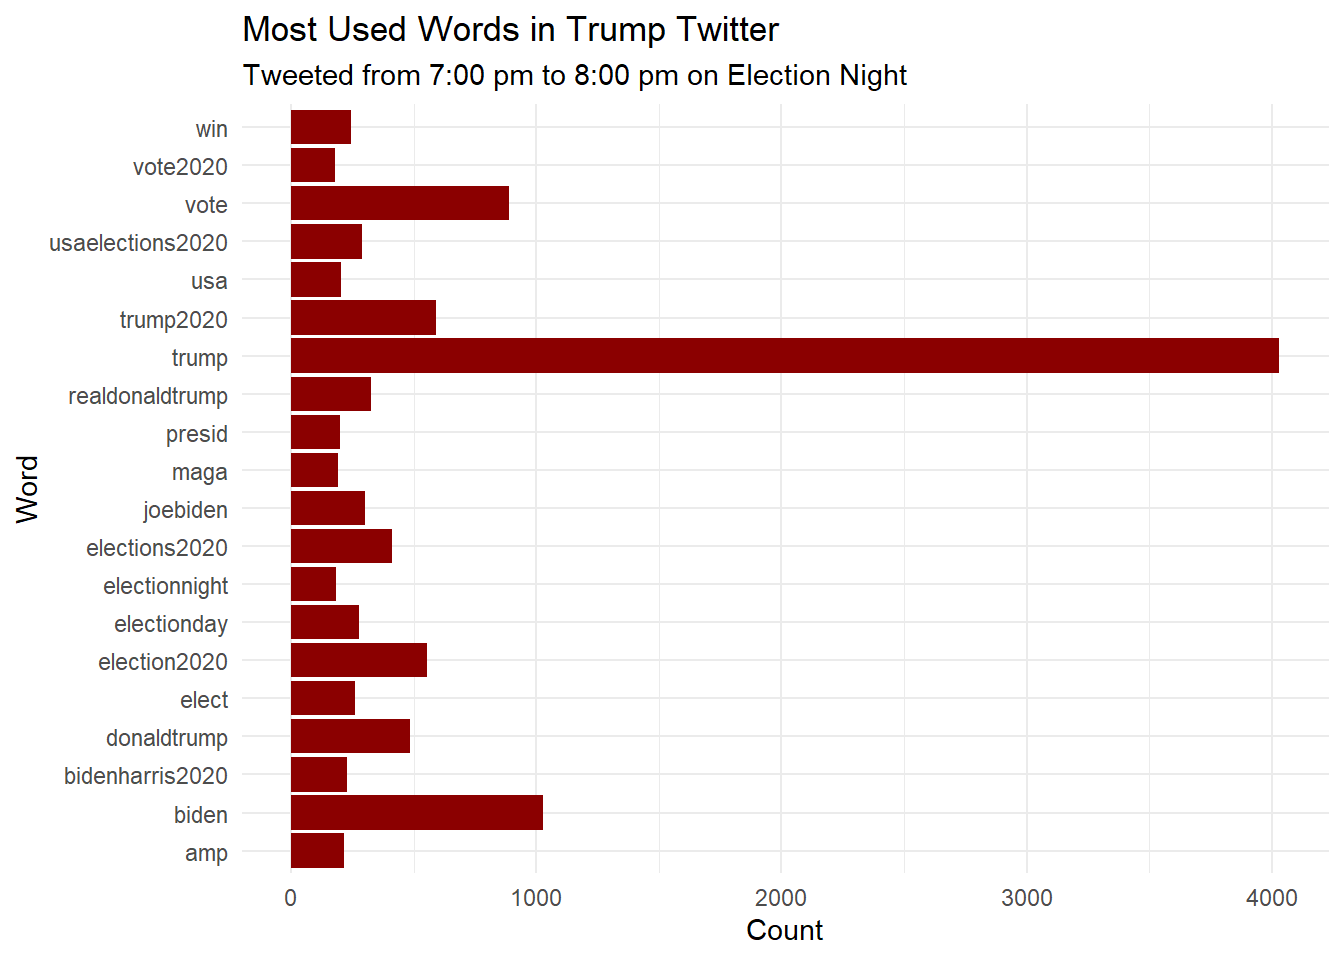 Most Used Words in Trump Twitter
Tweeted from 7:00 pm to 8:00 pm on Election Night
win
vote2020
vote
usaelections2020
usa
trump2020
trump
realdonaldtrump
presid
maga
joebiden
elections2020
electionnight
electionday
election2020
elect
donaldtrump
bidenharris2020
biden
amp
Word
0 1000 2000 3000 4000
Count